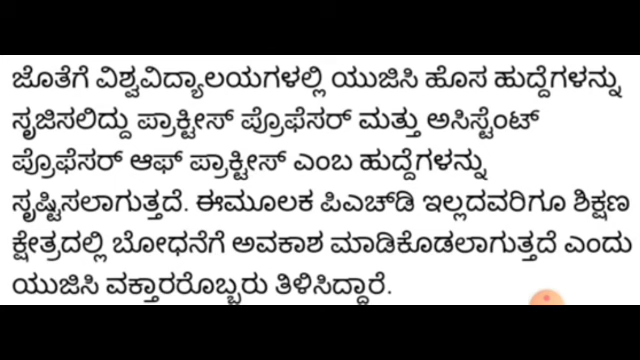 ಜೊತೆಗೆ ವಿಶ್ವವಿದ್ಯಾಲಯಗಳಲ್ಲಿ ಯುಜಿಸಿ ಹೊಸ ಹುದ್ದೆಗಳನ್ನು
ಸೃಜಿಸಲಿದ್ದು ಪ್ರಾಕ್ಟೀಸ್ ಪ್ರೊಫೆಸರ್ ಮತ್ತು ಅಸಿಸ್ಟೆಂಟ್
ಪ್ರೊಫೆಸರ್ ಆಫ್ ಪ್ರಾಕ್ಟೀಸ್ ಎಂಬ ಹುದ್ದೆಗಳನ್ನು
ಸೃಷ್ಟಿಸಲಾಗುತ್ತದೆ. ಈಮೂಲಕ ಪಿಎಚ್‌ಡಿ ಇಲ್ಲದವರಿಗೂ ಶಿಕ್ಷಣ
ಕ್ಷೇತ್ರದಲ್ಲಿ ಬೋಧನೆಗೆ ಅವಕಾಶ ಮಾಡಿಕೊಡಲಾಗುತ್ತದೆ ಎಂದು
ಯುಜಿಸಿ ವಕ್ತಾರರೊಬ್ಬರು ತಿಳಿಸಿದ್ದಾರೆ.